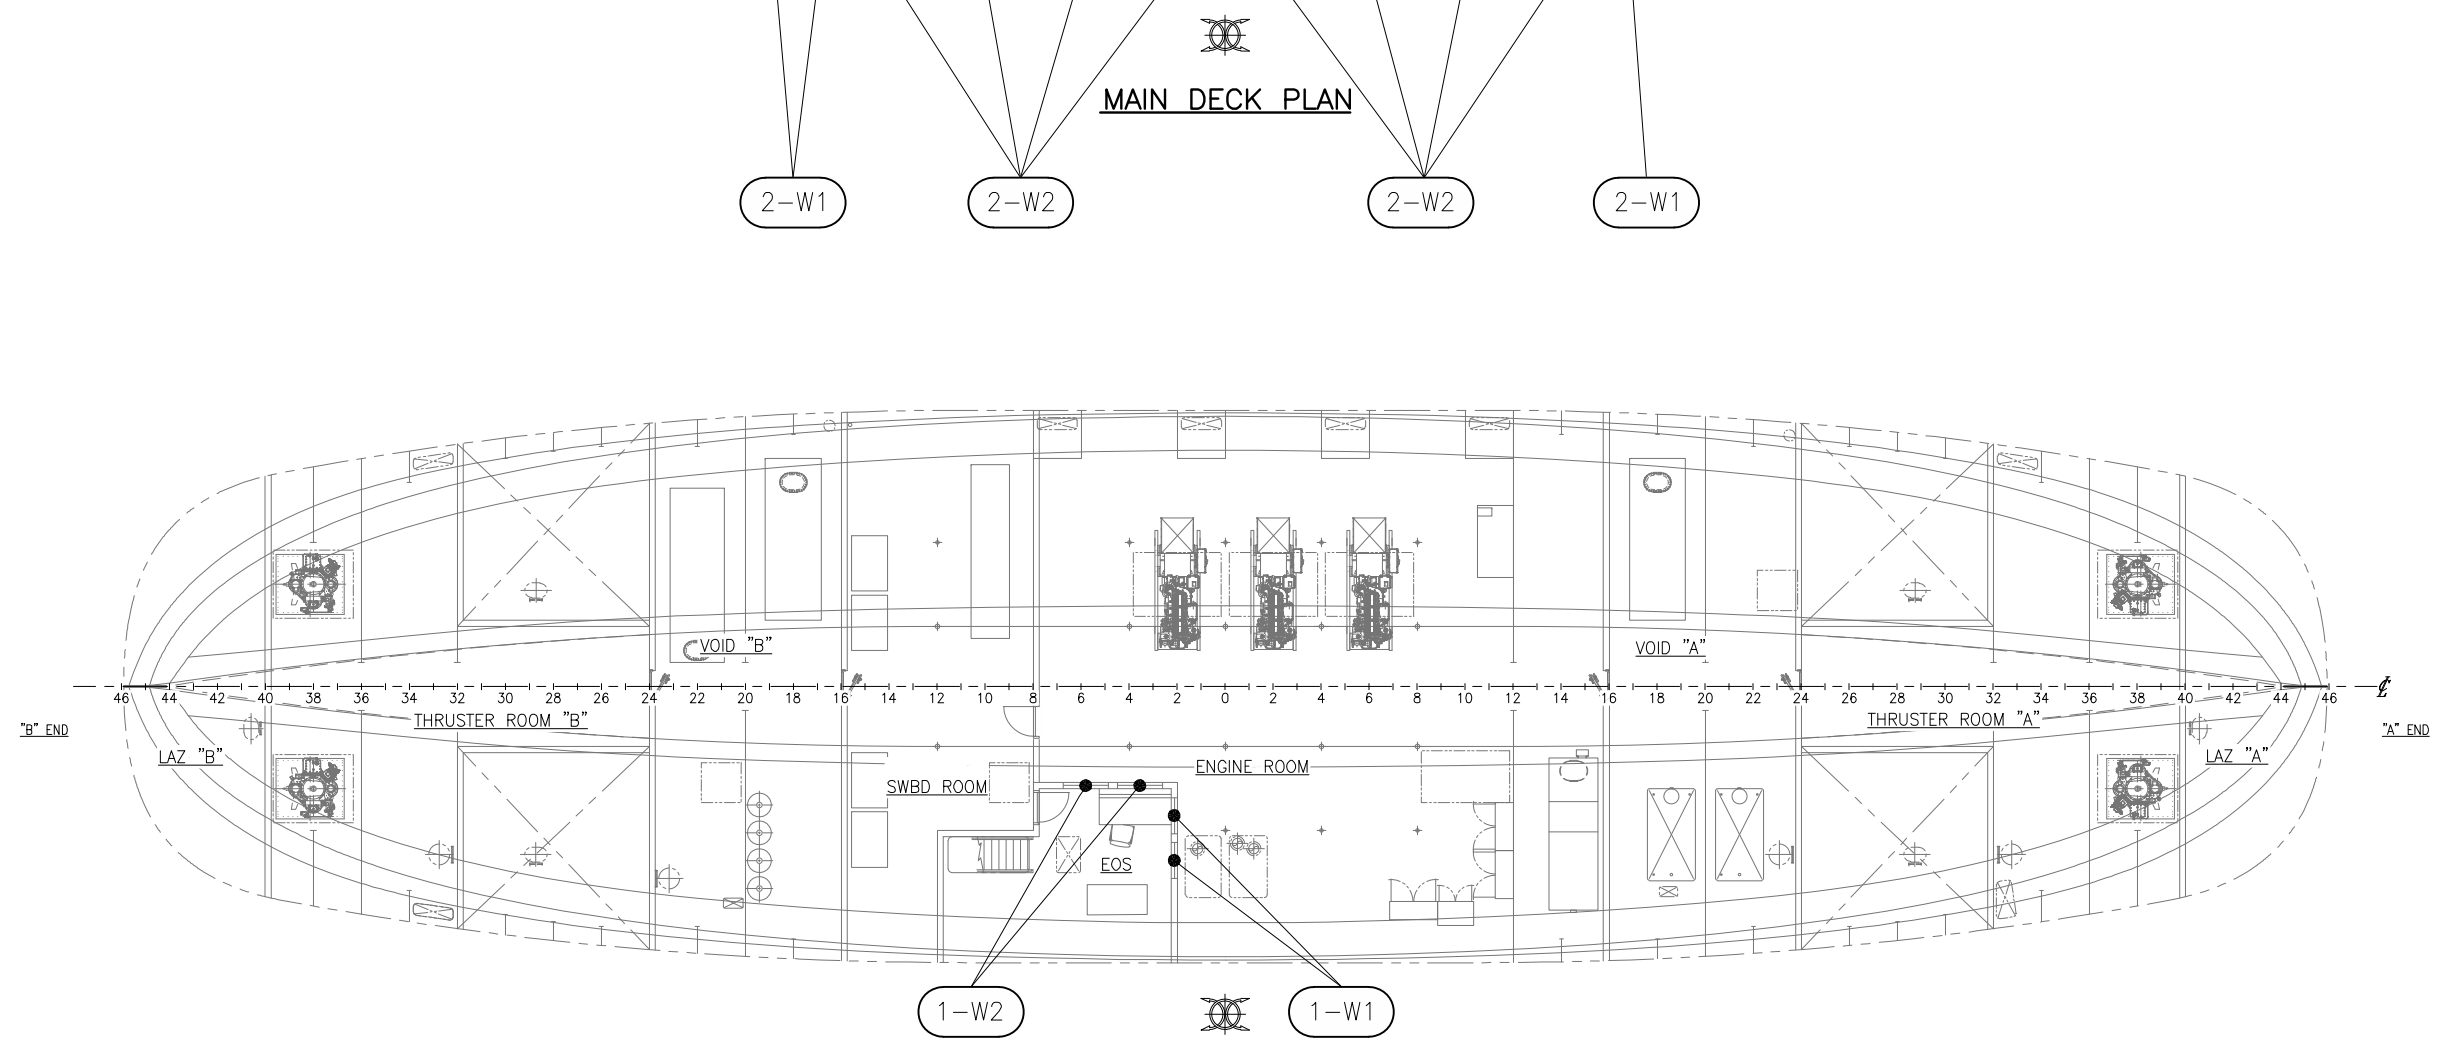 MAIN DECK PLAN
2-W1
2-W2
2-W2
2-W1
VOID "B"
VOID "A"
46 44 42 40 38 36 34 32 30 28 26 24 22 20 18 16 14 12 10 8 6 4 2 0 2 4 6 8 10 12 14 16 18 20 22 24 26 28 30 32 34 36 38 40 42 44 46 ℄
THRUSTER ROOM "B"
THRUSTER ROOM "A"
"B" END
"A" END
LAZ "B"
LAZ "A"
ENGINE ROOM
SWBD ROOM
EOS
1-W2
1-W1